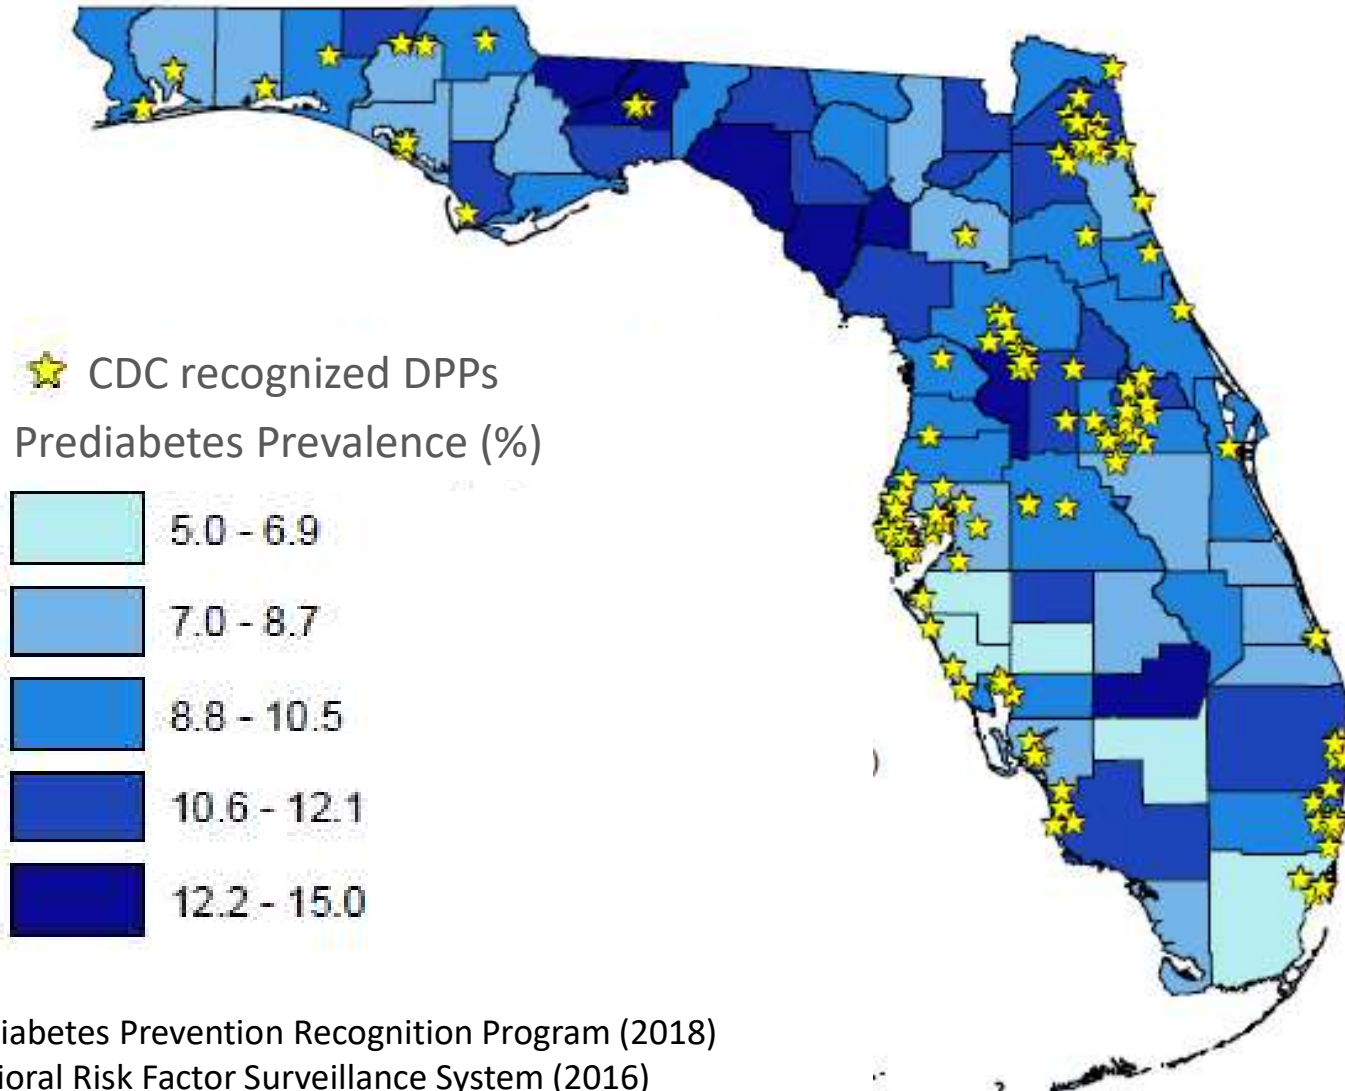 CDC recognized DPPs
Prediabetes Prevalence (%)
5.0 - 6.9
7.0 - 8.7
8.8 - 10.5
10.6 - 12.1
12.2 - 15.0
)
iabetes Prevention Recognition Program (2018)
ioral Risk Factor Surveillance System (2016)